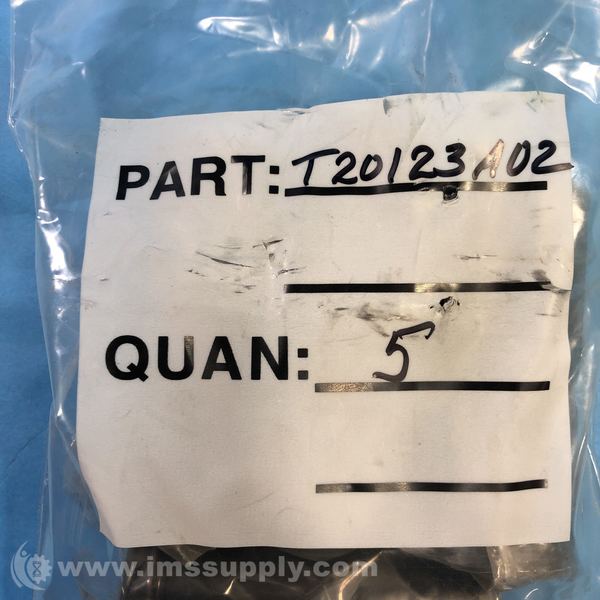 PART: T20123A02
QUAN: 5
www.imssupply.com